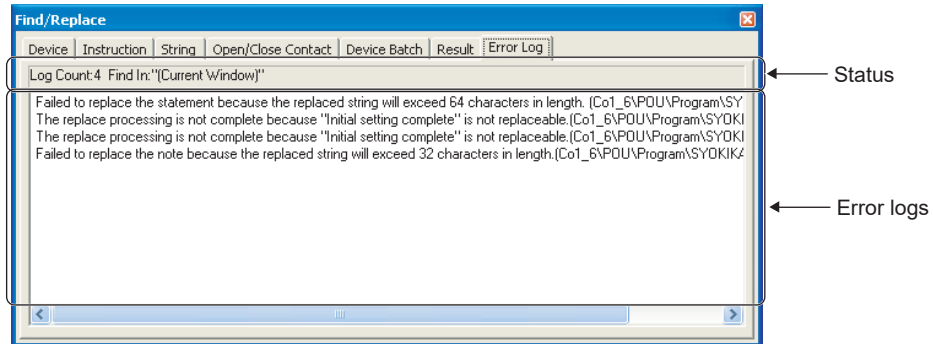 Find/Replace
Device Instruction String Open/Close Contact Device Batch Result Error Log
Log Count:4 Find In:"(Current Window)"
Status
Failed to replace the statement because the replaced string will exceed 64 characters in length. (Co1_6\POU\Program\SY
The replace processing is not complete because "Initial setting complete" is not replaceable.(Co1_6\POU\Program\SYOKI
The replace processing is not complete because "Initial setting complete" is not replaceable.(Co1_6\POU\Program\SYOKI
Failed to replace the note because the replaced string will exceed 32 characters in length.(Co1_6\POU\Program\SYOKIKA
Error logs